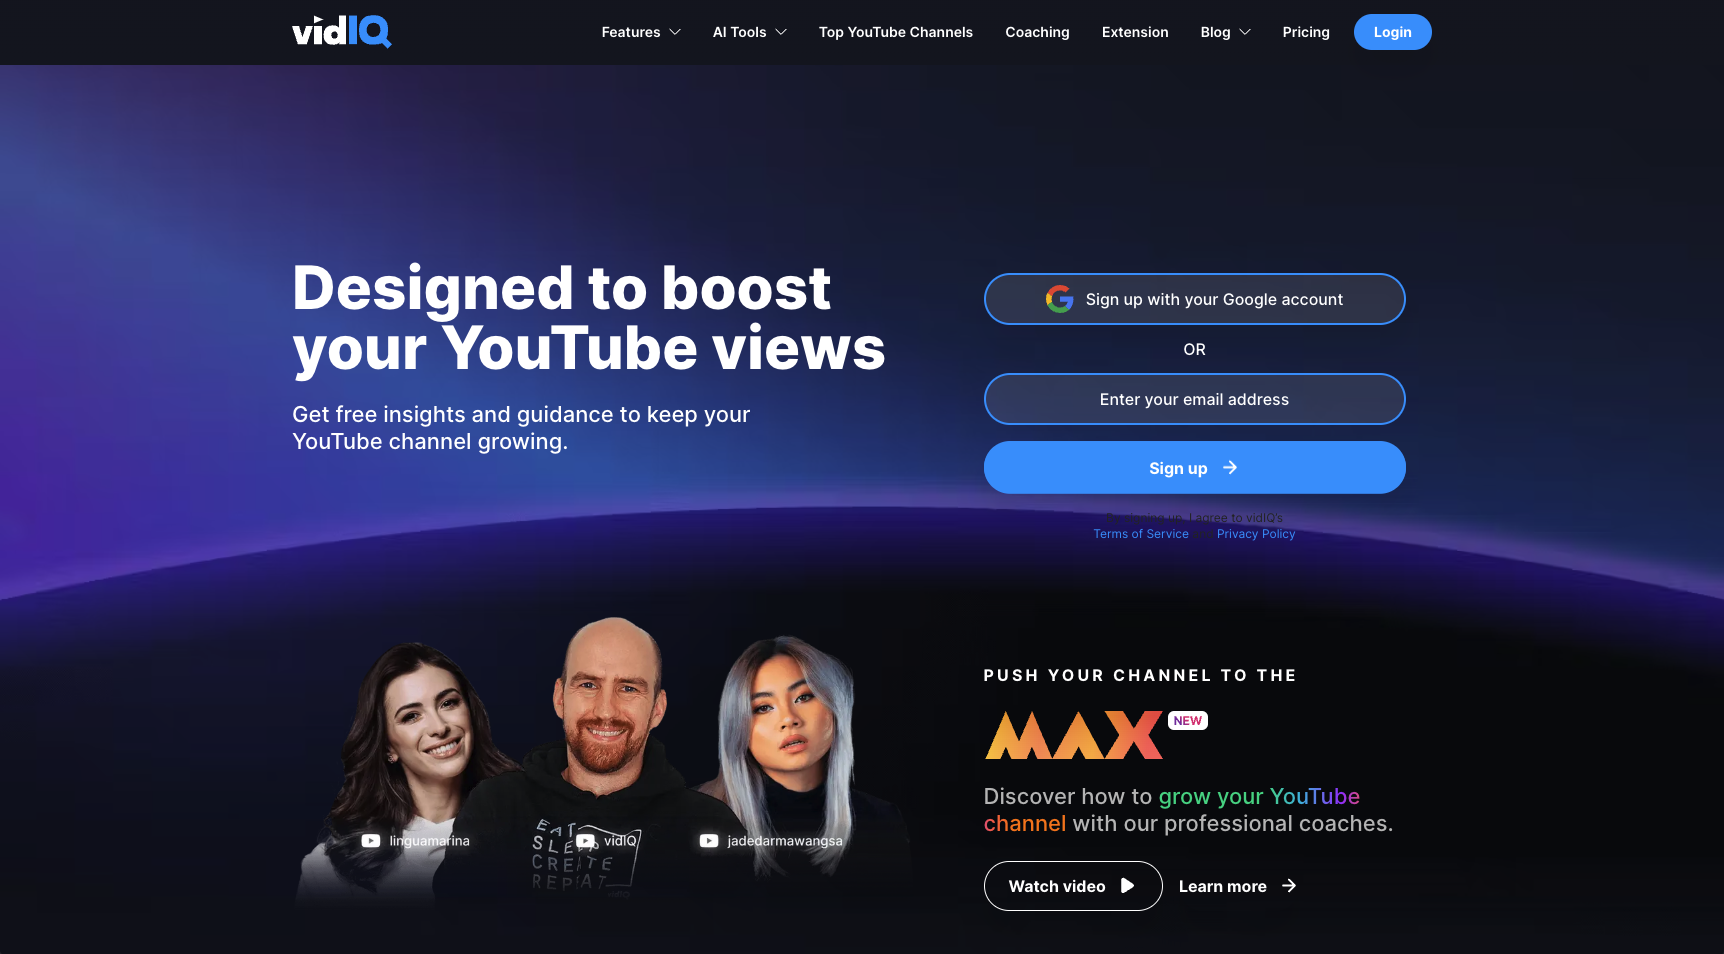 vidIQ
Features
AI Tools
Top YouTube Channels
Coaching
Extension
Blog
Pricing
Login
Designed to boost
your YouTube views
Get free insights and guidance to keep your
YouTube channel growing.
Sign up with your Google account
OR
Enter your email address
Sign up
By signing up, I agree to vidIQ's
Terms of Service and Privacy Policy
EAT
SLEEP
CREATE
REPEAT
linguamarina
vidIQ
jadedarmawangsa
PUSH YOUR CHANNEL TO THE
MAX NEW
Discover how to grow your YouTube
channel with our professional coaches.
Watch video
Learn more